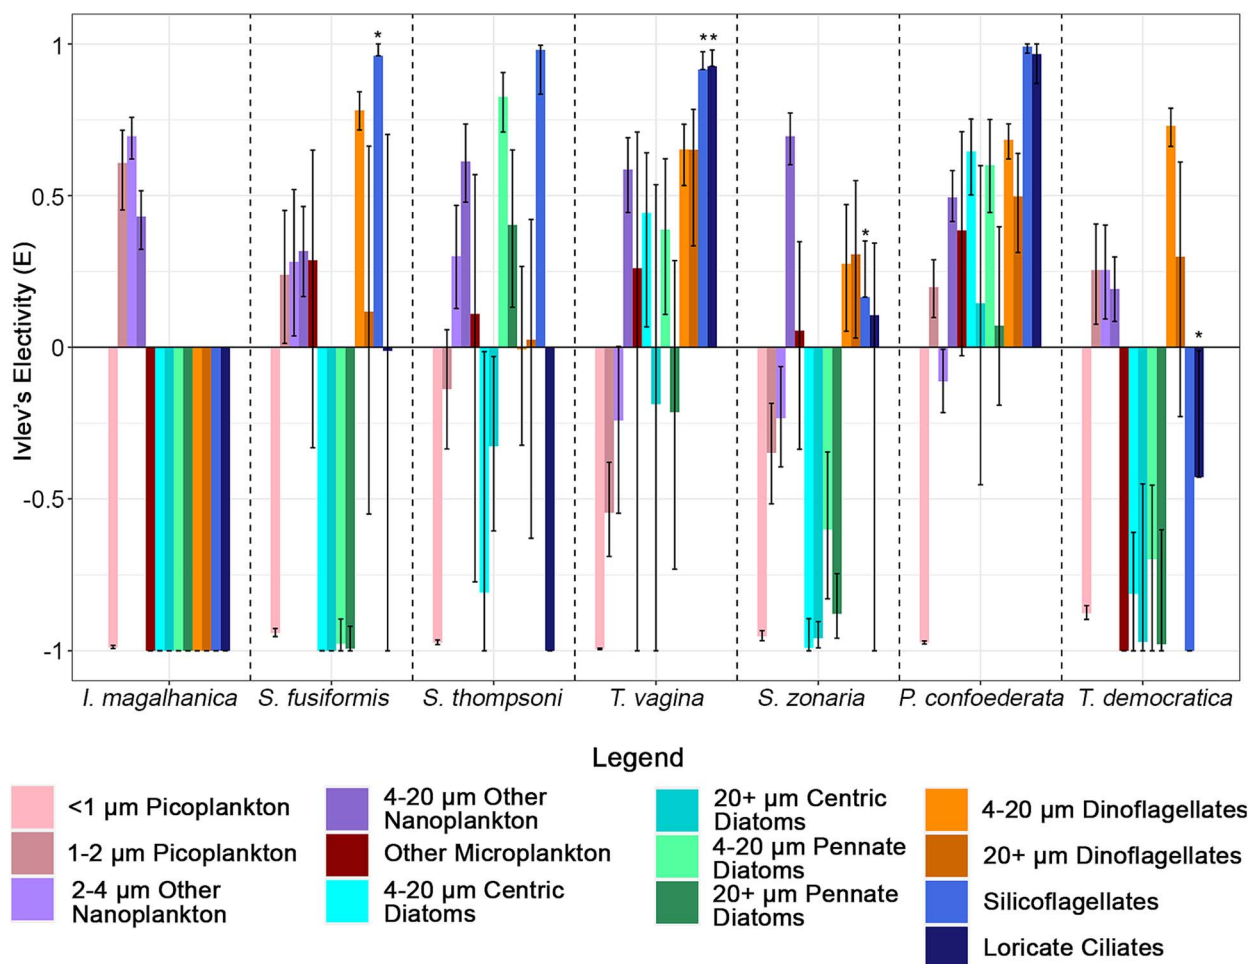 Ivlev's Electivity (E)
1
0.5
0
-0.5
-1
*
* *
*
*
I. magalhanica
S. fusiformis
S. thompsoni
T. vagina
S. zonaria
P. confoederata
T. democratica
Legend
<1 µm Picoplankton
1-2 µm Picoplankton
2-4 µm Other
Nanoplankton
4-20 µm Other
Nanoplankton
Other Microplankton
4-20 µm Centric
Diatoms
20+ µm Centric
Diatoms
4-20 µm Pennate
Diatoms
20+ µm Pennate
Diatoms
4-20 µm Dinoflagellates
20+ µm Dinoflagellates
Silicoflagellates
Loricate Ciliates